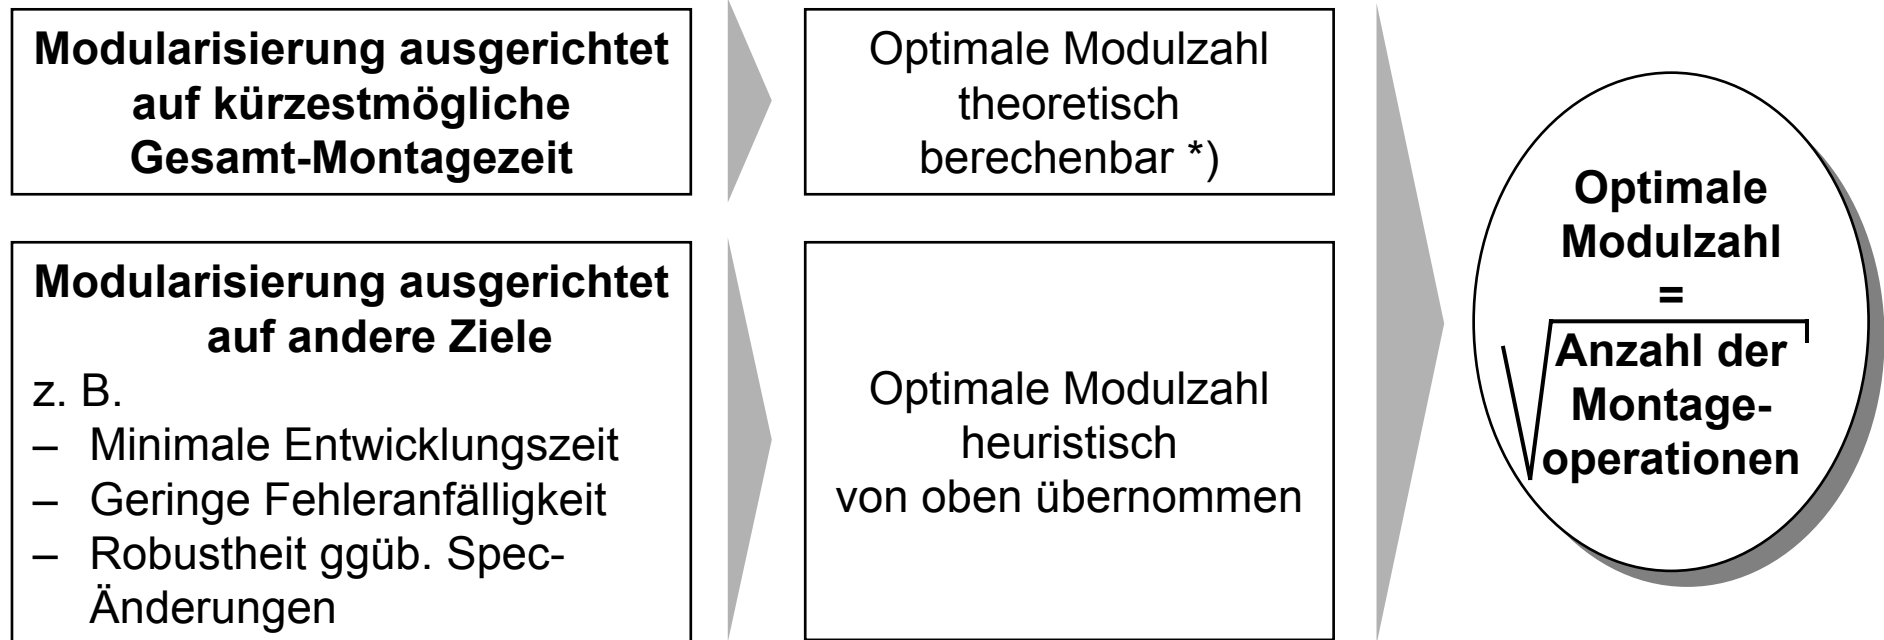 Modularisierung ausgerichtet
auf kürzestmögliche
Gesamt-Montagezeit
Optimale Modulzahl
theoretisch
berechenbar *)
Modularisierung ausgerichtet
auf andere Ziele
z. B.
– Minimale Entwicklungszeit
– Geringe Fehleranfälligkeit
– Robustheit ggüb. Spec-
Änderungen
Optimale Modulzahl
heuristisch
von oben übernommen
Optimale
Modulzahl
=
√Anzahl der
Montage-
operationen